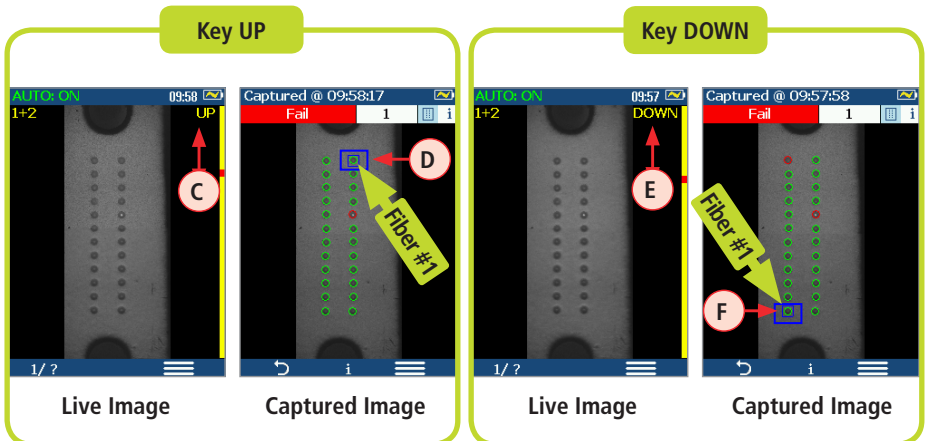 Key UP
AUTO: ON 09:58
1+2 UP
C
1/ ?
Live Image
Captured @ 09:58:17
Fail 1 i
D
Fiber #1
i
Captured Image
Key DOWN
AUTO: ON 09:57
1+2 DOWN
E
1/ ?
Live Image
Captured @ 09:57:58
Fail 1 i
Fiber #1
F
i
Captured Image